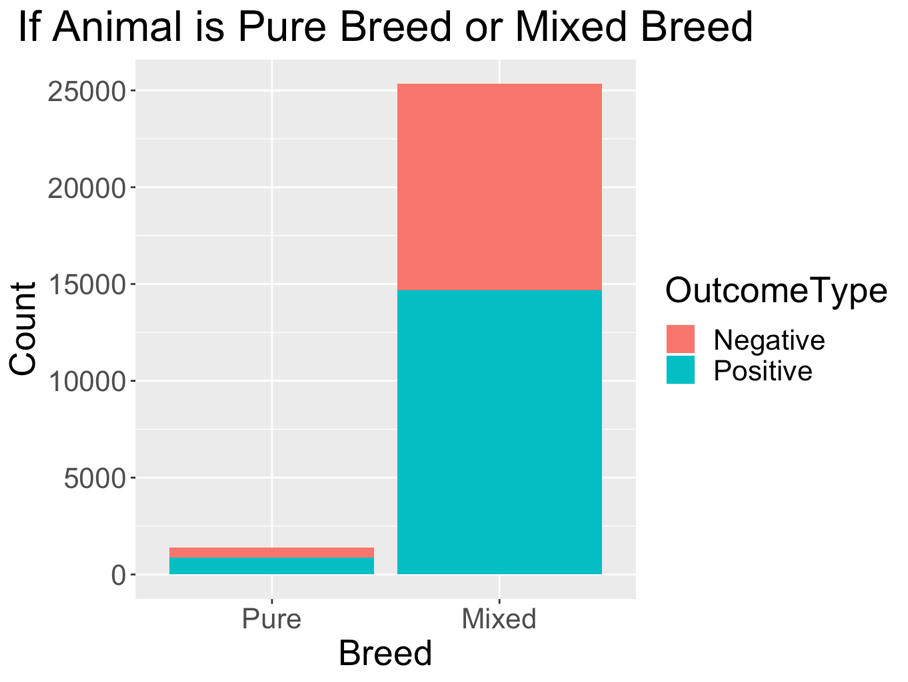 If Animal is Pure Breed or Mixed Breed
25000
20000
15000
10000
5000
0
Count
Pure Mixed
Breed
OutcomeType
Negative
Positive